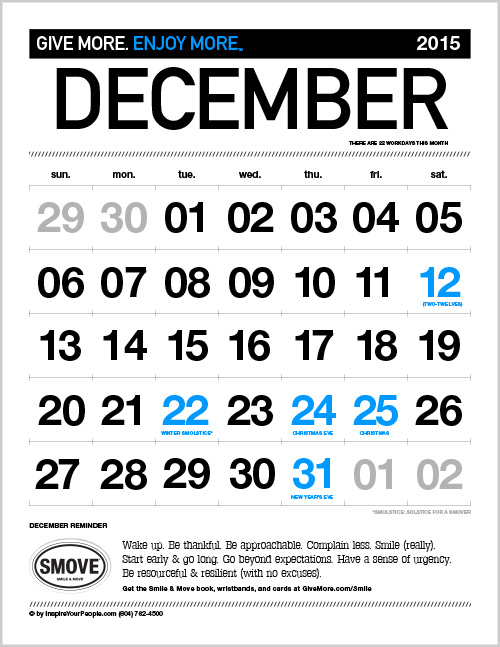 GIVE MORE. ENJOY MORE.™ 2015
DECEMBER
THERE ARE 22 WORKDAYS THIS MONTH
sun. mon. tue. wed. thu. fri. sat.
29 30 01 02 03 04 05
06 07 08 09 10 11 12
(TWO-TWELVES)
13 14 15 16 17 18 19
20 21 22 23 24 25 26
WINTER SMOLSTICE* CHRISTMAS EVE CHRISTMAS
27 28 29 30 31 01 02
NEW YEAR'S EVE
*SMOLSTICE: SOLSTICE FOR A SMOVER
DECEMBER REMINDER
SMOVE
SMILE & MOVE
Wake up. Be thankful. Be approachable. Complain less. Smile (really).
Start early & go long. Go beyond expectations. Have a sense of urgency.
Be resourceful & resilient (with no excuses).
Get the Smile & Move book, wristbands, and cards at GiveMore.com/Smile
© by InspireYourPeople.com (804) 762-4500